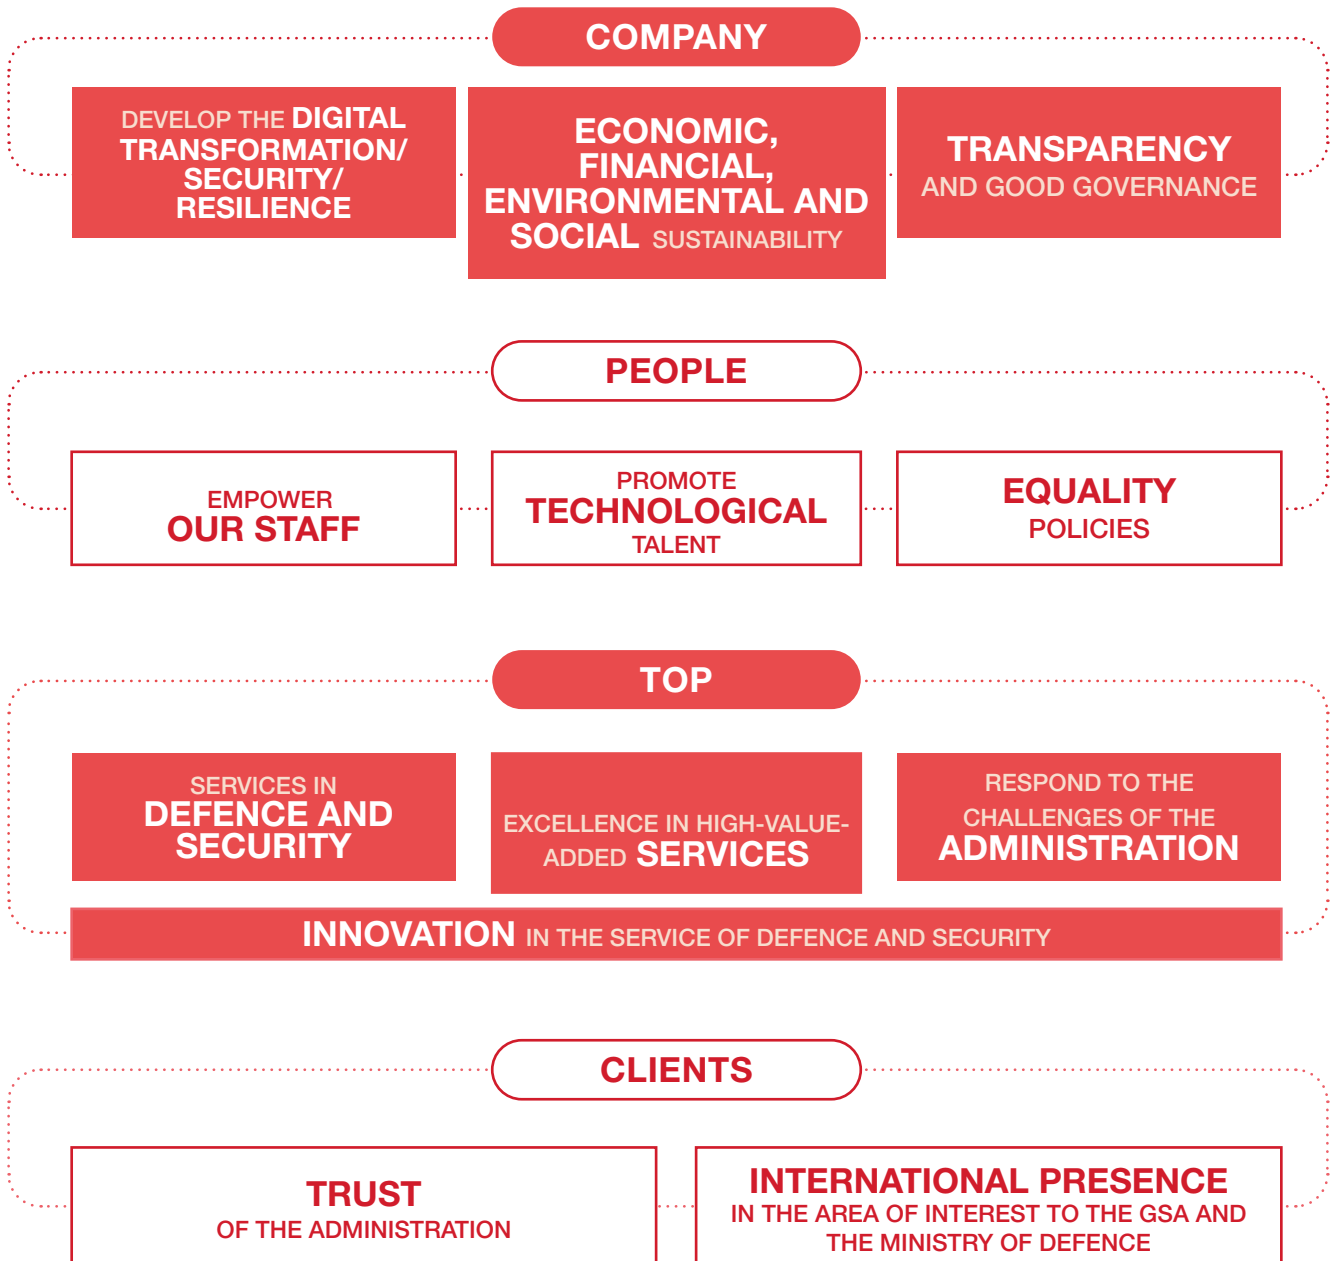 COMPANY
DEVELOP THE DIGITAL
TRANSFORMATION/
SECURITY/
RESILIENCE
ECONOMIC,
FINANCIAL,
ENVIRONMENTAL AND
SOCIAL SUSTAINABILITY
TRANSPARENCY
AND GOOD GOVERNANCE
PEOPLE
EMPOWER
OUR STAFF
PROMOTE
TECHNOLOGICAL
TALENT
EQUALITY
POLICIES
TOP
SERVICES IN
DEFENCE AND
SECURITY
EXCELLENCE IN HIGH-VALUE-
ADDED SERVICES
RESPOND TO THE
CHALLENGES OF THE
ADMINISTRATION
INNOVATION IN THE SERVICE OF DEFENCE AND SECURITY
CLIENTS
TRUST
OF THE ADMINISTRATION
INTERNATIONAL PRESENCE
IN THE AREA OF INTEREST TO THE GSA AND
THE MINISTRY OF DEFENCE